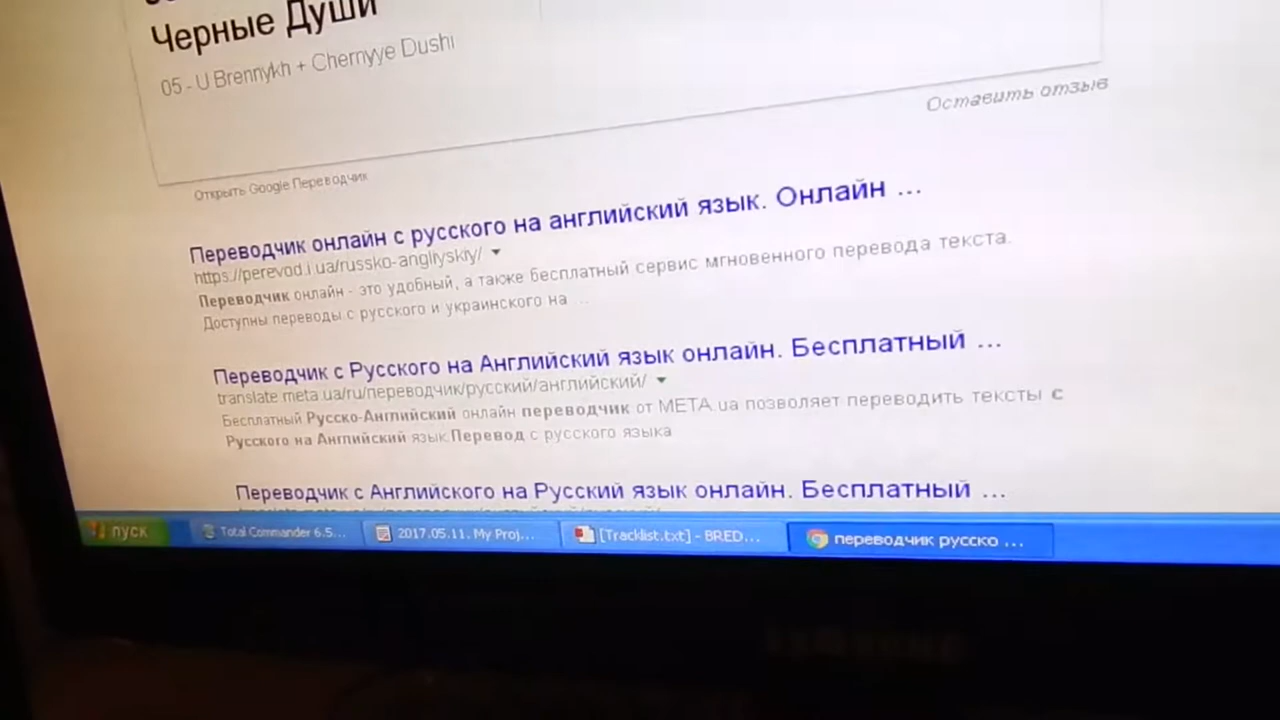 Черные Души
05 - U Brennykh + Chernyye Dushi
Оставить отзыв
Открыть Google Переводчик
Переводчик онлайн с русского на английский язык. Онлайн ...
https://perevod.i.ua/russko-angliyskiy/
Переводчик онлайн - это удобный, а также бесплатный сервис мгновенного перевода текста.
Доступны переводы с русского и украинского на ...
Переводчик с Русского на Английский язык онлайн. Бесплатный ...
translate.meta.ua/ru/переводчик/русский/английский/
Бесплатный Русско-Английский онлайн переводчик от META.ua позволяет переводить тексты с
Русского на Английский язык.Перевод с русского языка
Переводчик с Английского на Русский язык онлайн. Бесплатный ...
пуск
Total Commander 6.5...
2017.05.11. My Proj...
[Tracklist.txt] - BRED...
переводчик русско ...